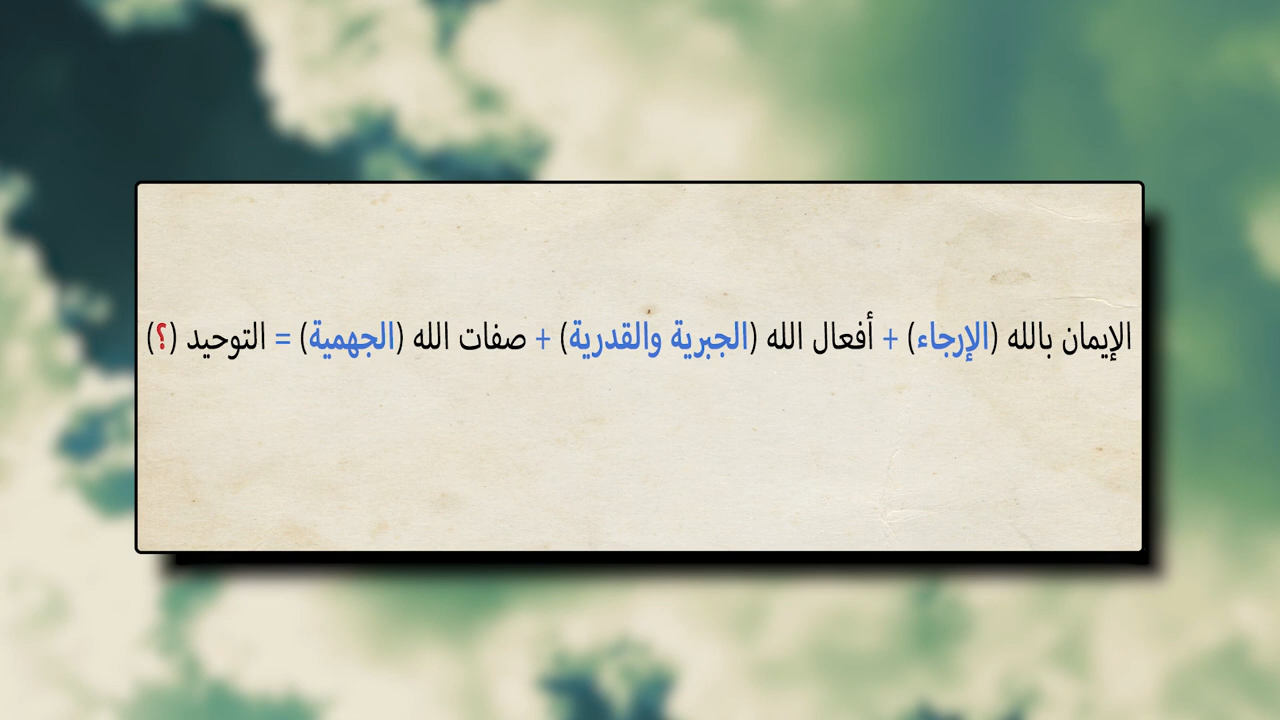 الإيمان بالله (الإرجاء) + أفعال الله (الجبرية والقدرية) + صفات الله (الجهمية) = التوحيد (؟)